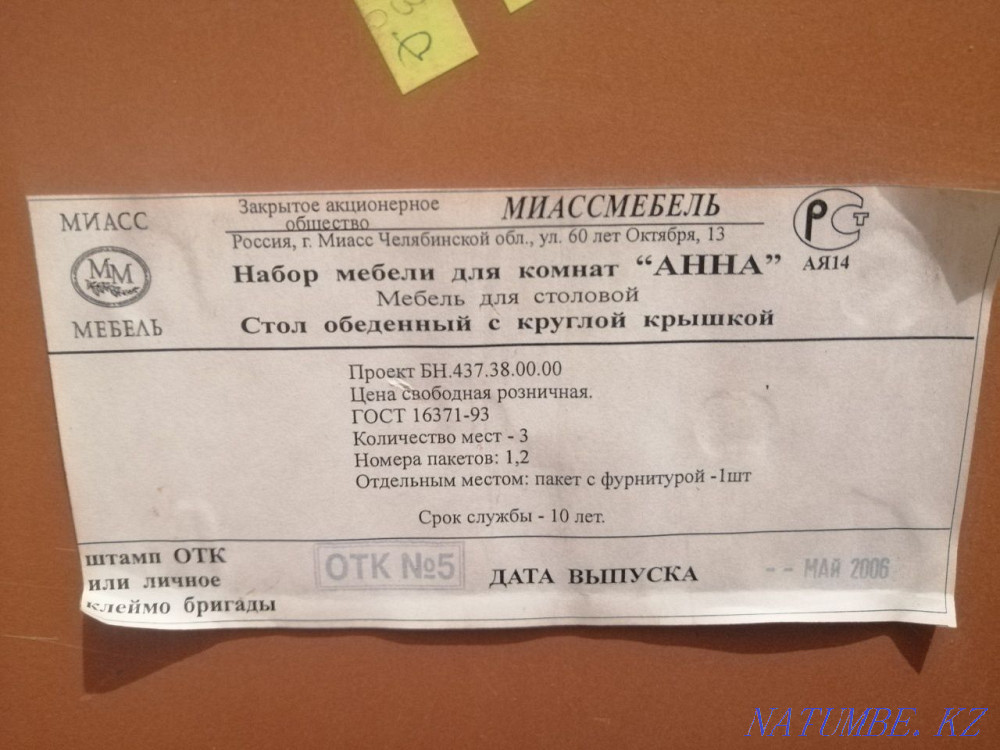 МИАСС
ММ
МЕБЕЛЬ
Закрытое акционерное
общество
МИАССМЕБЕЛЬ
Россия, г. Миасс Челябинской обл., ул. 60 лет Октября, 13
Набор мебели для комнат “АННА”
Мебель для столовой
Стол обеденный с круглой крышкой
РСТ
АЯ14
Проект БН.437.38.00.00
Цена свободная розничная.
ГОСТ 16371-93
Количество мест - 3
Номера пакетов: 1,2
Отдельным местом: пакет с фурнитурой -1шт
Срок службы - 10 лет.
штамп ОТК
или личное
клеймо бригады
ОТК №5
ДАТА ВЫПУСКА
-- МАЙ 2006
NATUMBE.KZ